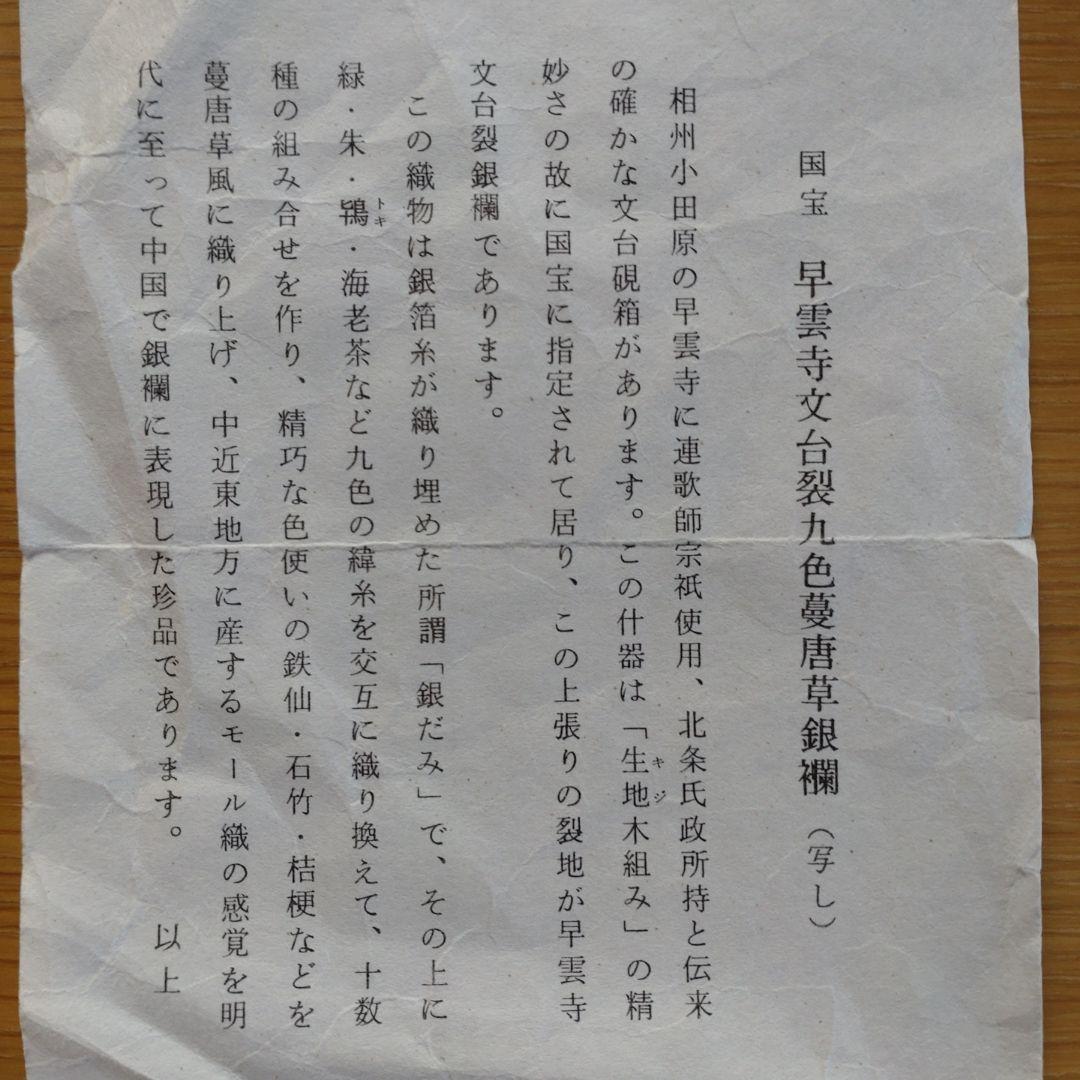 国宝 早雲寺文台裂九色蔓唐草銀襴(写し)
相州小田原の早雲寺に連歌師宗祇使用、北条氏政所持と伝来
の確かな文台硯箱があります。この什器は「生地木組み」の精
キジ
妙さの故に国宝に指定されて居り、この上張りの裂地が早雲寺
文台裂銀襴であります。
この織物は銀箔糸が織り埋めた所謂「銀だみ」で、その上に
緑・朱・鴇・海老茶など九色の緯糸を交互に織り換えて、十数
トキ
種の組み合せを作り、精巧な色使いの鉄仙・石竹・桔梗などを
蔓唐草風に織り上げ、中近東地方に産するモール織の感覚を明
代に至って中国で銀襴に表現した珍品であります。 以上